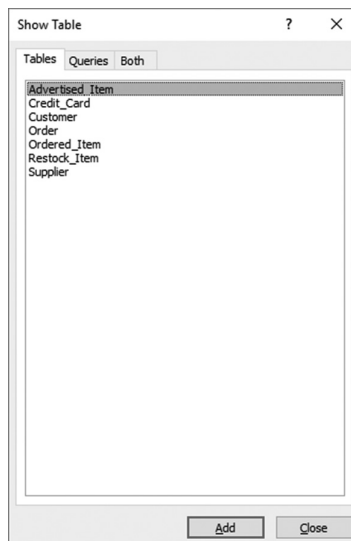 Show Table ? ×
Tables Queries Both
Advertised_Item
Credit_Card
Customer
Order
Ordered_Item
Restock_Item
Supplier
Add Close